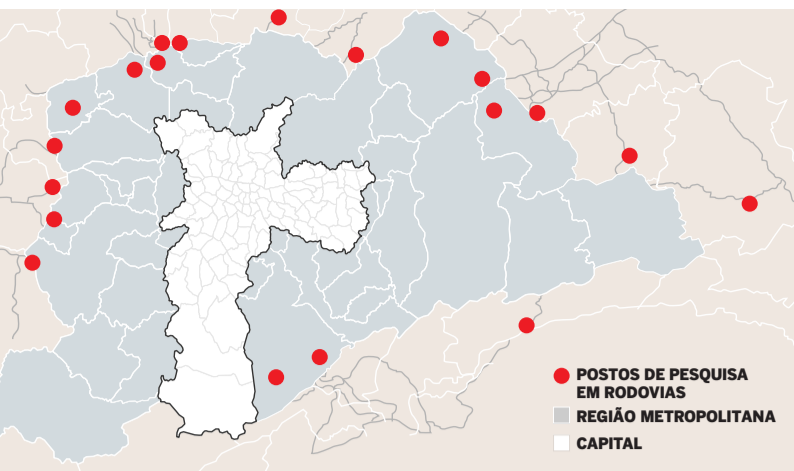 POSTOS DE PESQUISA
EM RODOVIAS
REGIÃO METROPOLITANA
CAPITAL